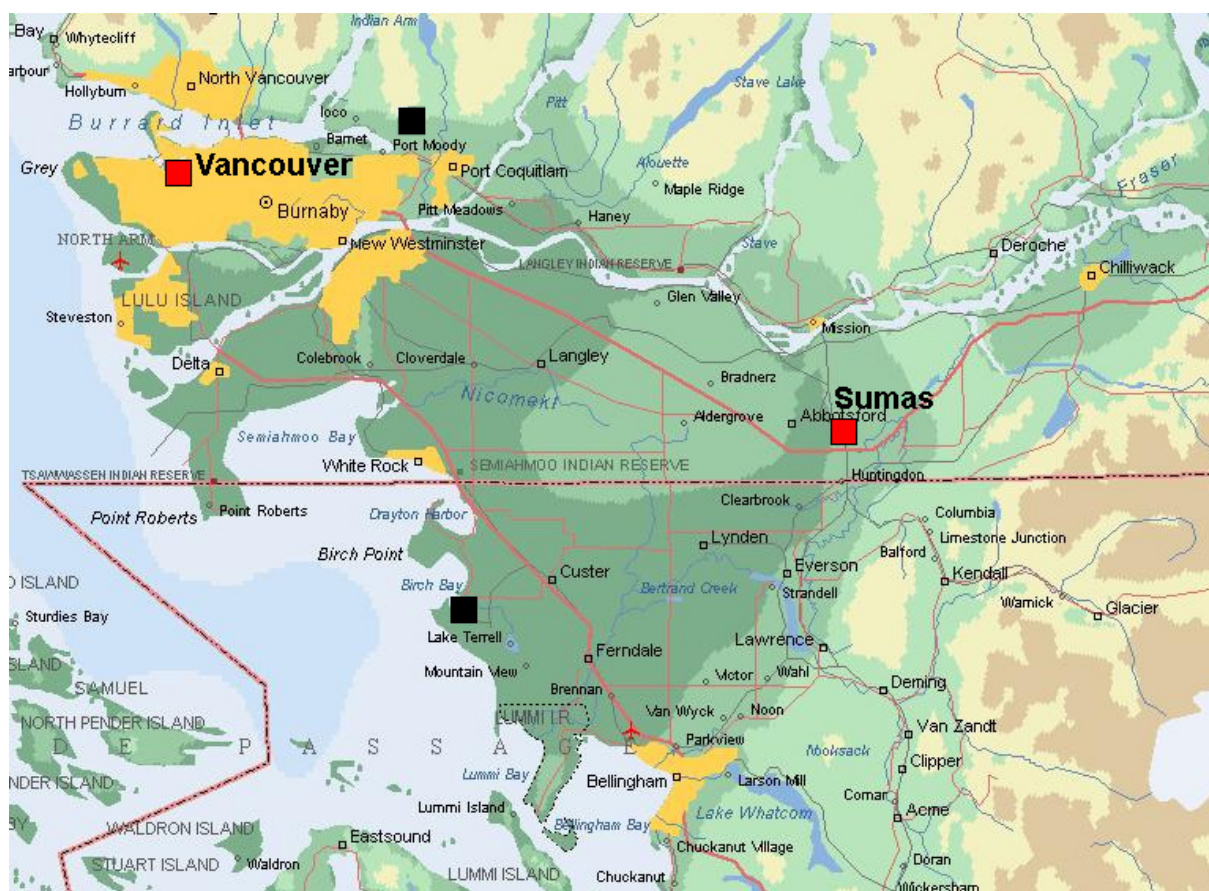 Bay
Whytecliff
Indian Arm
arbour
North Vancouver
Hollyburn
Stave Lake
Ioco
Pitt
Burrard Inlet
Barnet
Port Moody
Grey
Vancouver
Port Coquitlam
Alouette
Maple Ridge
Fraser
Burnaby
Pitt Meadows
Haney
NORTH ARM
New Westminster
Stave
Deroche
LANGLEY INDIAN RESERVE
Chilliwack
LULU ISLAND
Glen Valley
Steveston
Mission
Delta
Colebrook
Cloverdale
Langley
Bradnerz
Nicomekl
Sumas
Aldergrove
Abbotsford
Semiahmoo Bay
White Rock
SEMIAHMOO INDIAN RESERVE
TSAWWASSEN INDIAN RESERVE
Huntingdon
Clearbrook
Point Roberts
Point Roberts
Drayton Harbor
Columbia
Lynden
Limestone Junction
Birch Point
Balford
Everson
Kendall
O ISLAND
Birch Bay
Custer
Bertrand Creek
Strandell
Warnick
Glacier
Sturdies Bay
Lake Terrell
Lawrence
Ferndale
SLAND
Mountain View
Victor
Wahl
SAMUEL
Brennan
Deming
NORTH PENDER ISLAND
LUMMI I.R.
Van Wyck
Noon
Van Zandt
D E P A S S A G E
Parkview
Nooksack
Lummi Bay
Bellingham
Larson Mill
Clipper
NDER ISLAND
Lummi Island
Comar
Lake Whatcom
Acme
BY
WALDRON ISLAND
Bellingham Bay
Eastsound
Chuckanut Village
STUART ISLAND
Waldron
Doran
LUMMI ISLAND
Chuckanut
Wickersham